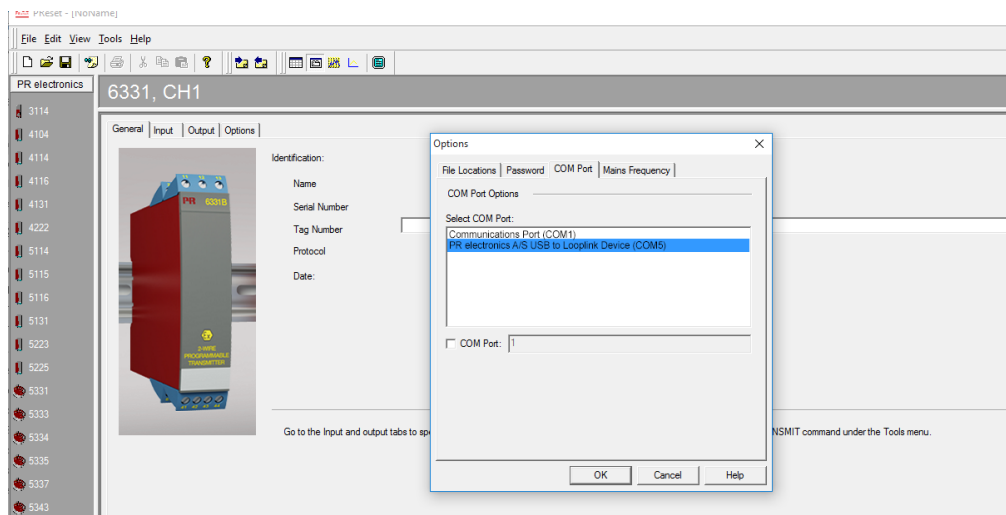 PReset - [NoName]
File Edit View Tools Help
PR electronics
6331, CH1
3114
4104
4114
4116
4131
4222
5114
5115
5116
5131
5223
5225
5331
5333
5334
5335
5337
5343
General Input Output Options
Identification:
Name
Serial Number
Tag Number
Protocol
Date:
PR 6331B
2-WIRE
PROGRAMMABLE
TRANSMITTER
Go to the Input and output tabs to sp
NSMIT command under the Tools menu.
Options
File Locations Password COM Port Mains Frequency
COM Port Options
Select COM Port:
Communications Port (COM1)
PR electronics A/S USB to Looplink Device (COM5)
COM Port: 1
OK Cancel Help